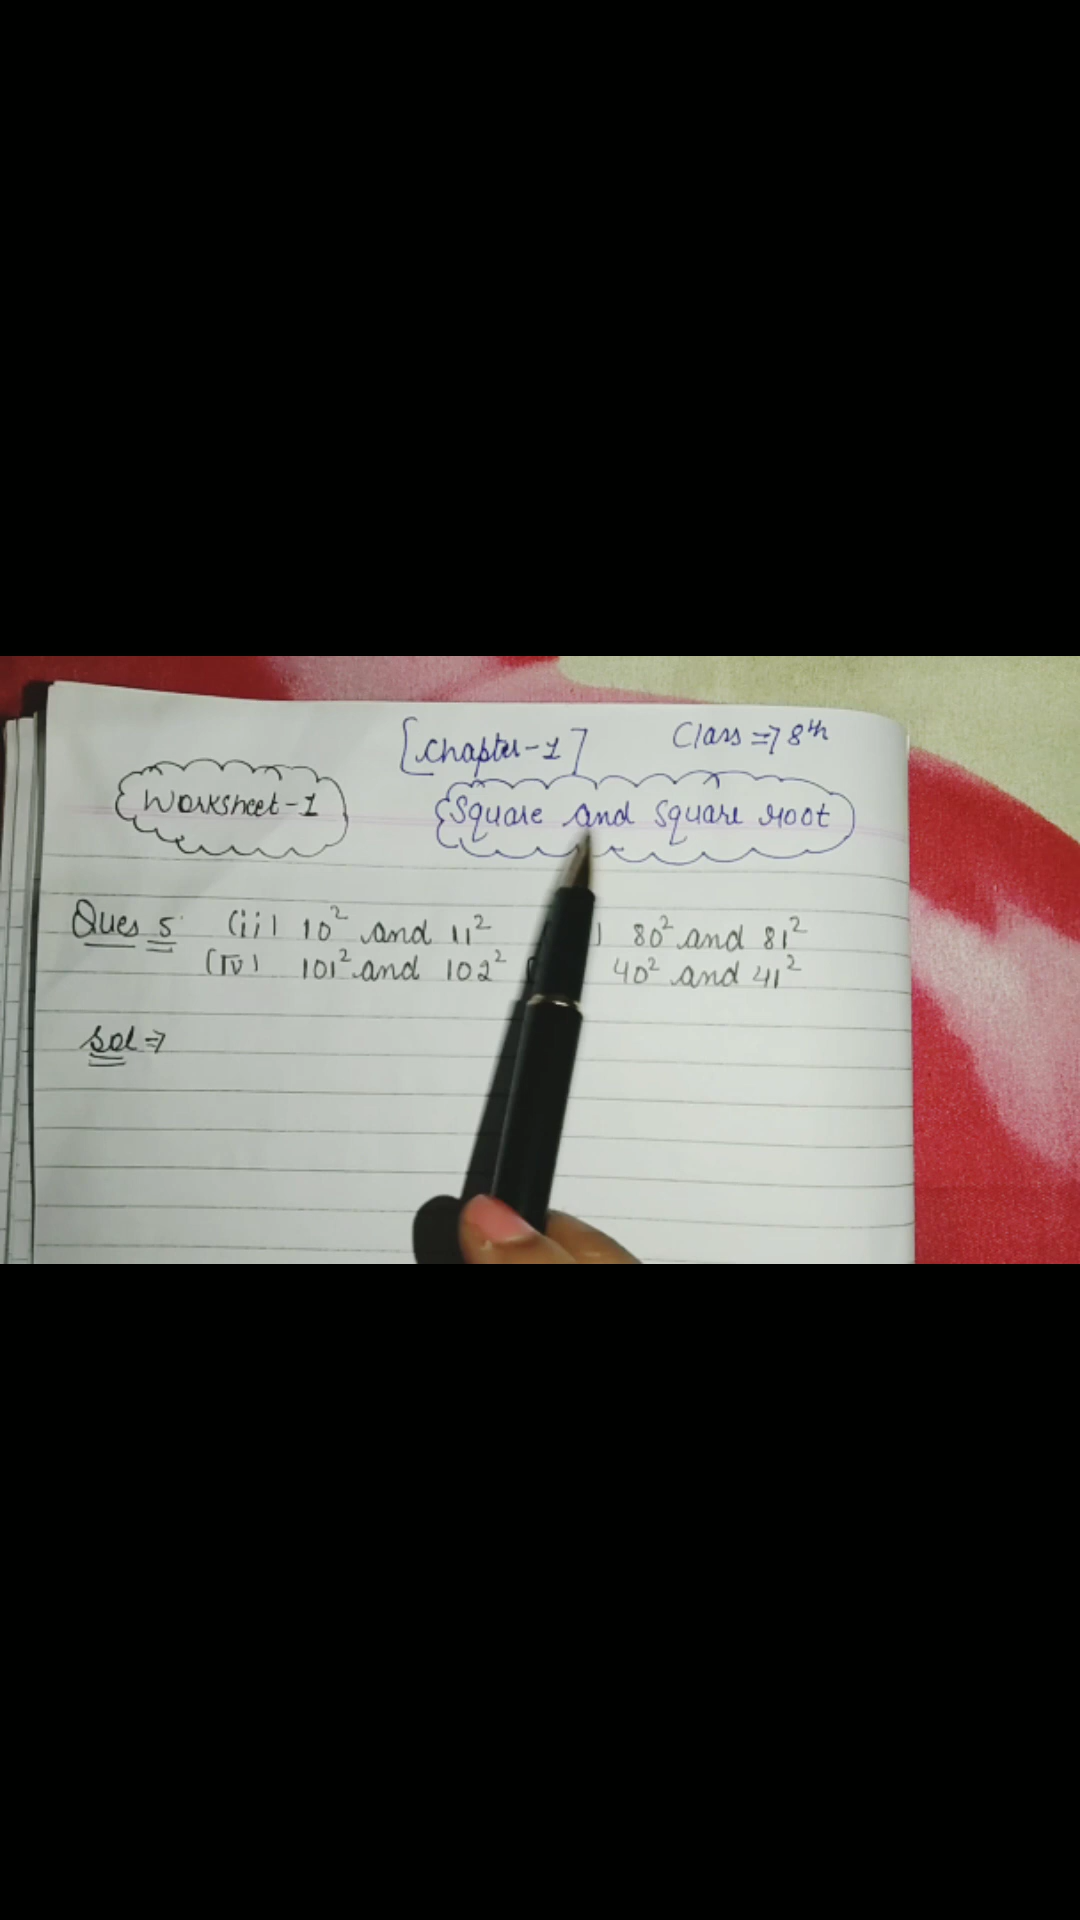 [Chapter-1]
Class => 8th
Worksheet-1
Square and Square root
Ques 5. (ii) 10² and 11² ) 80² and 81²
(iv) 101² and 102² 40² and 41²
Sol =>